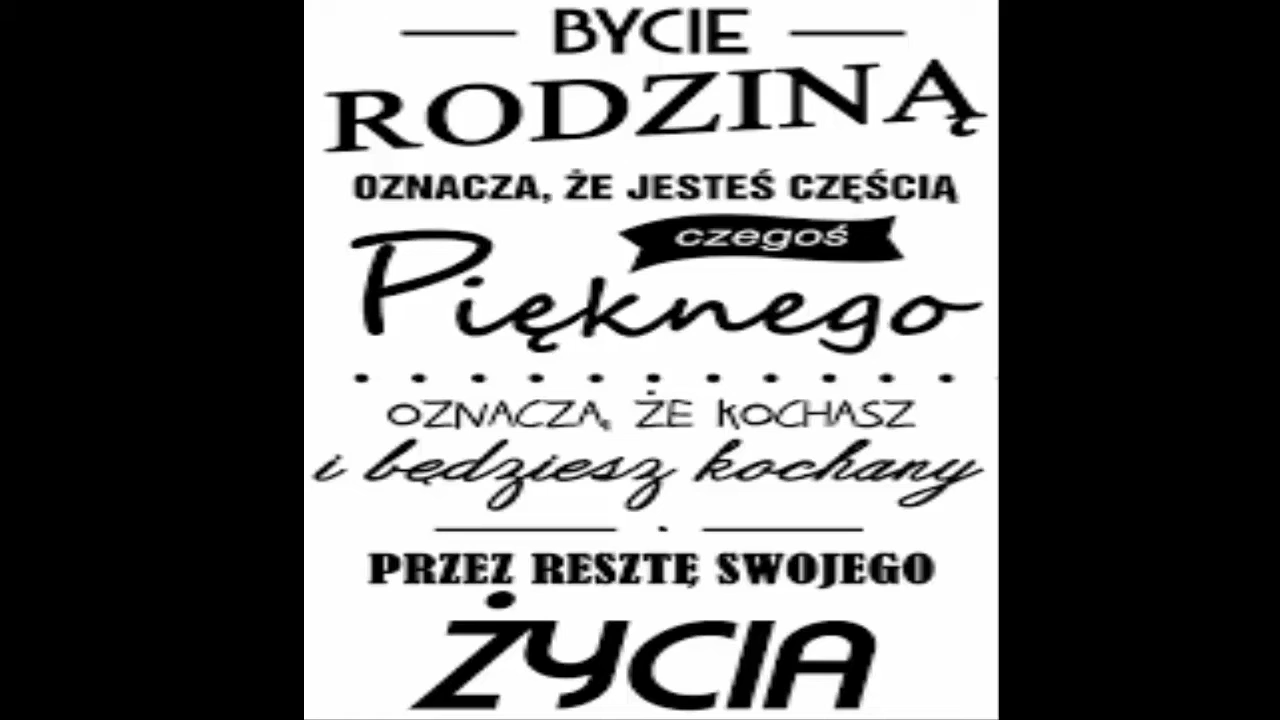 BYCIE
RODZINĄ
OZNACZA, ŻE JESTEŚ CZĘŚCIĄ
czegoś
Pięknego
OZNACZA, ŻE KOCHASZ
i będziesz kochany
PRZEZ RESZTĘ SWOJEGO
ŻYCIA